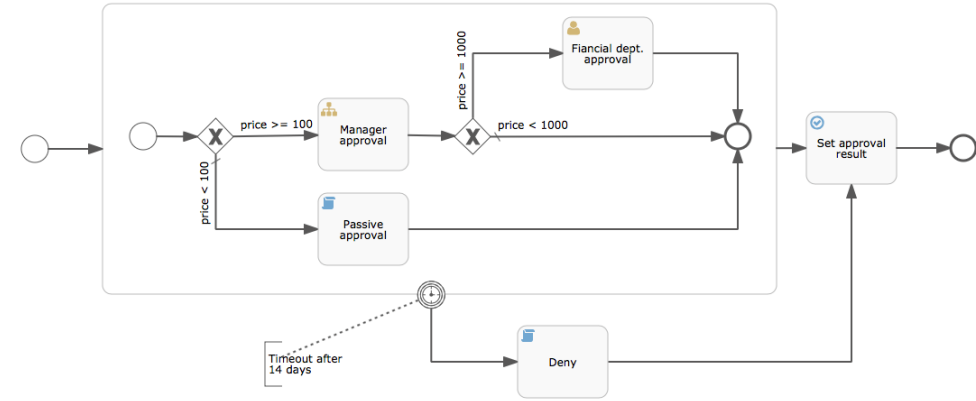 Fiancial dept.
approval
price >= 1000
price >= 100
Manager
approval
price < 1000
Set approval
result
price < 100
Passive
approval
Timeout after
14 days
Deny